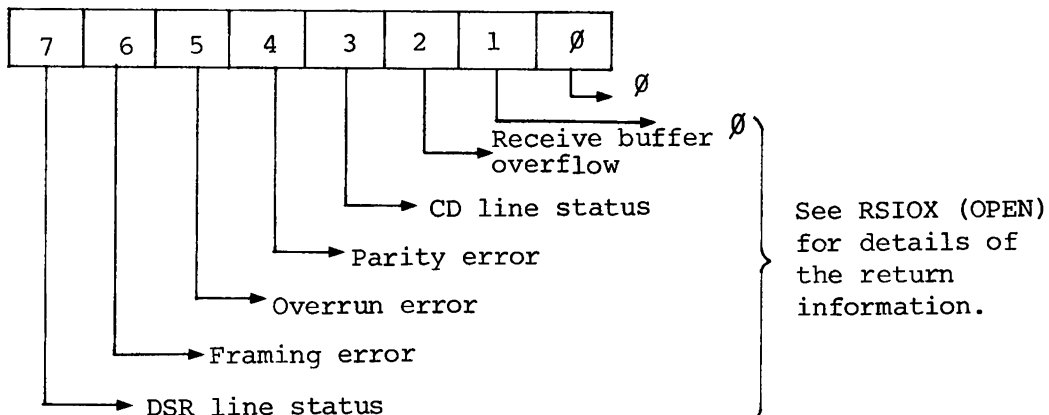 7 6 5 4 3 2 1 Ø
Ø
Ø
Receive buffer
overflow
CD line status
Parity error
Overrun error
Framing error
DSR line status
See RSIOX (OPEN)
for details of
the return
information.